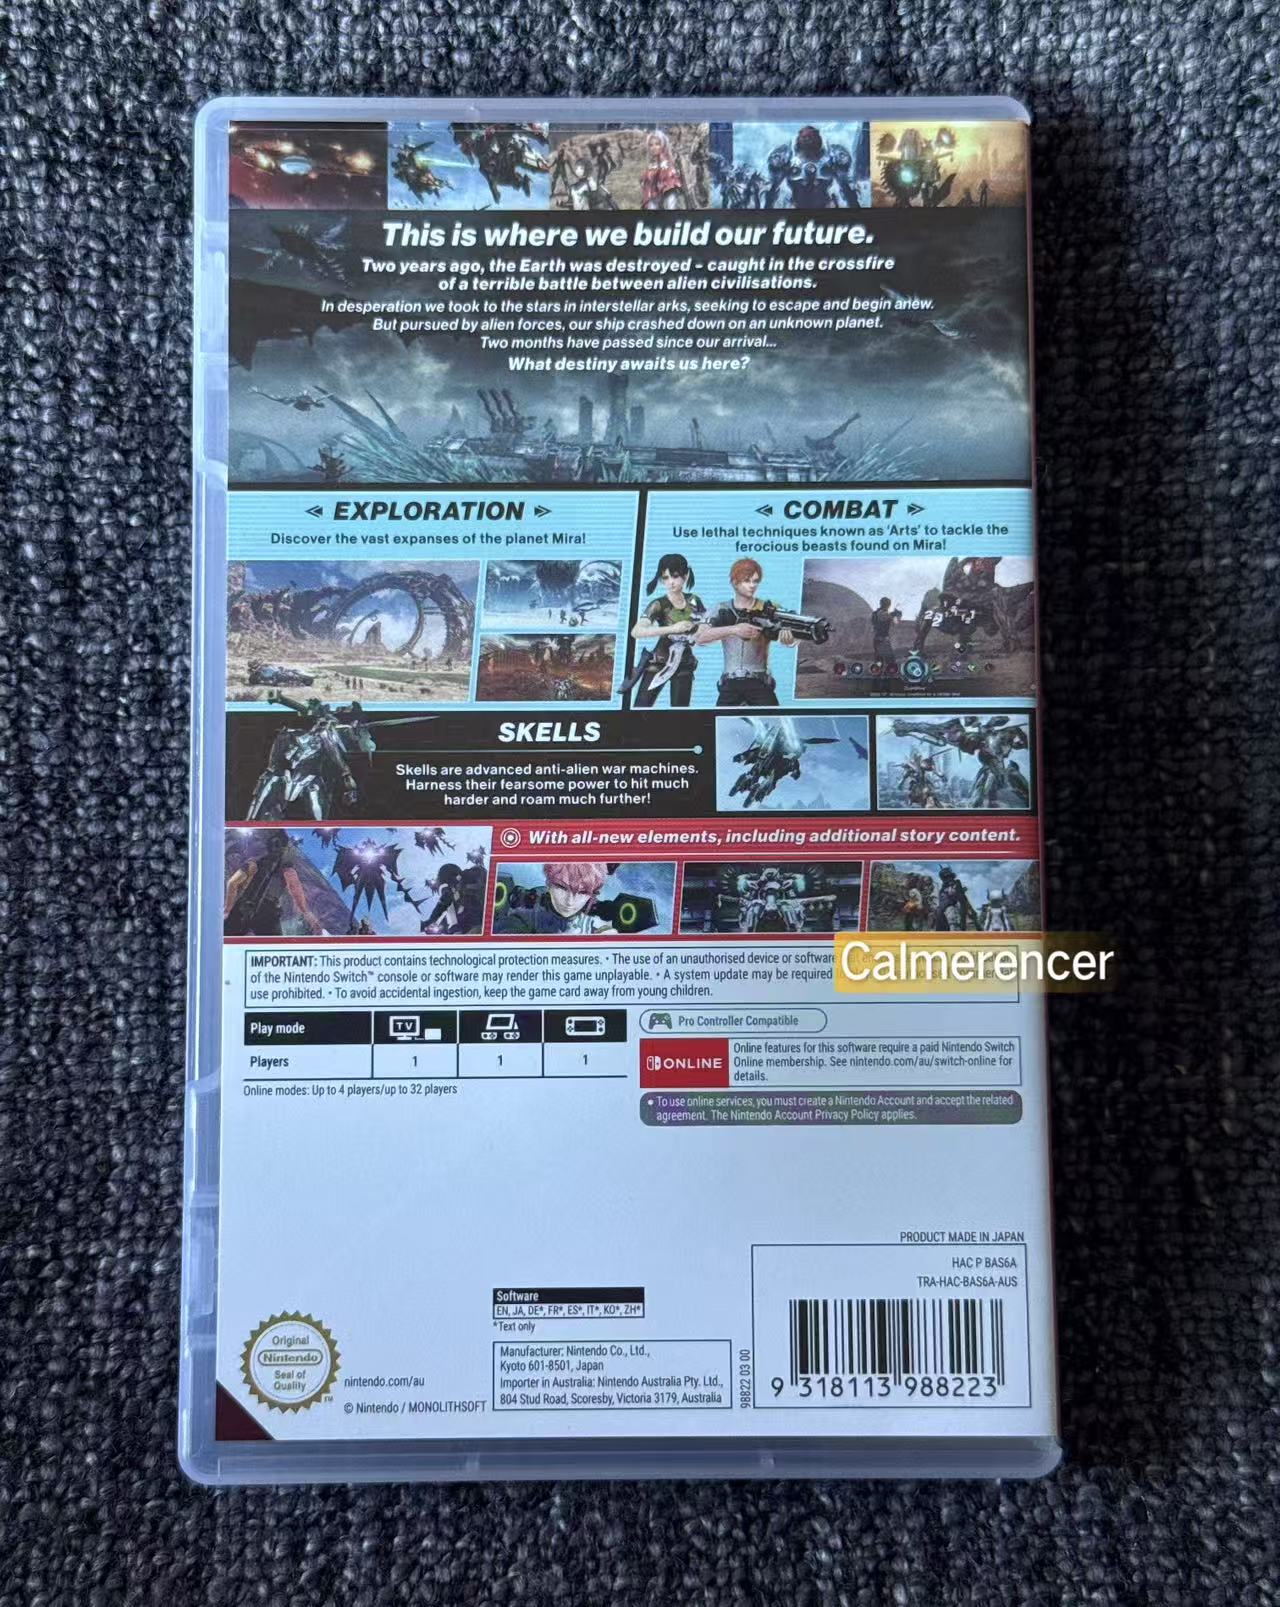 This is where we build our future.
Two years ago, the Earth was destroyed - caught in the crossfire
of a terrible battle between alien civilisations.
In desperation we took to the stars in interstellar arks, seeking to escape and begin anew.
But pursued by alien forces, our ship crashed down on an unknown planet.
Two months have passed since our arrival...
What destiny awaits us here?
EXPLORATION
Discover the vast expanses of the planet Mira!
COMBAT
Use lethal techniques known as 'Arts' to tackle the
ferocious beasts found on Mira!
SKELLS
Skells are advanced anti-alien war machines.
Harness their fearsome power to hit much
harder and roam much further!
With all-new elements, including additional story content.
IMPORTANT: This product contains technological protection measures. • The use of an unauthorised device or software
of the Nintendo Switch™ console or software may render this game unplayable. • A system update may be required
use prohibited. • To avoid accidental ingestion, keep the game card away from young children.
Calmerencer
Play mode
TV
Players 1 1 1
Online modes: Up to 4 players/up to 32 players
Pro Controller Compatible
ONLINE
Online features for this software require a paid Nintendo Switch
Online membership. See nintendo.com/au/switch-online for
details.
• To use online services, you must create a Nintendo Account and accept the related
agreement. The Nintendo Account Privacy Policy applies.
PRODUCT MADE IN JAPAN
HAC P BAS6A
TRA-HAC-BAS6A-AUS
9 318113 988223
98822 03 00
Software
EN, JA, DE*, FR*, ES*, IT*, KO*, ZH*
*Text only
Manufacturer: Nintendo Co., Ltd.,
Kyoto 601-8501, Japan
Importer in Australia: Nintendo Australia Pty. Ltd.,
804 Stud Road, Scoresby, Victoria 3179, Australia
Original
Nintendo
Seal of
Quality
TM
nintendo.com/au
© Nintendo / MONOLITHSOFT